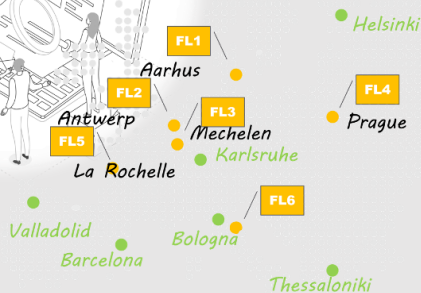 Helsinki
FL1
Aarhus
FL2
FL4
FL3
Antwerp
Prague
Mechelen
FL5
Karlsruhe
La Rochelle
FL6
Valladolid
Bologna
Barcelona
Thessaloniki